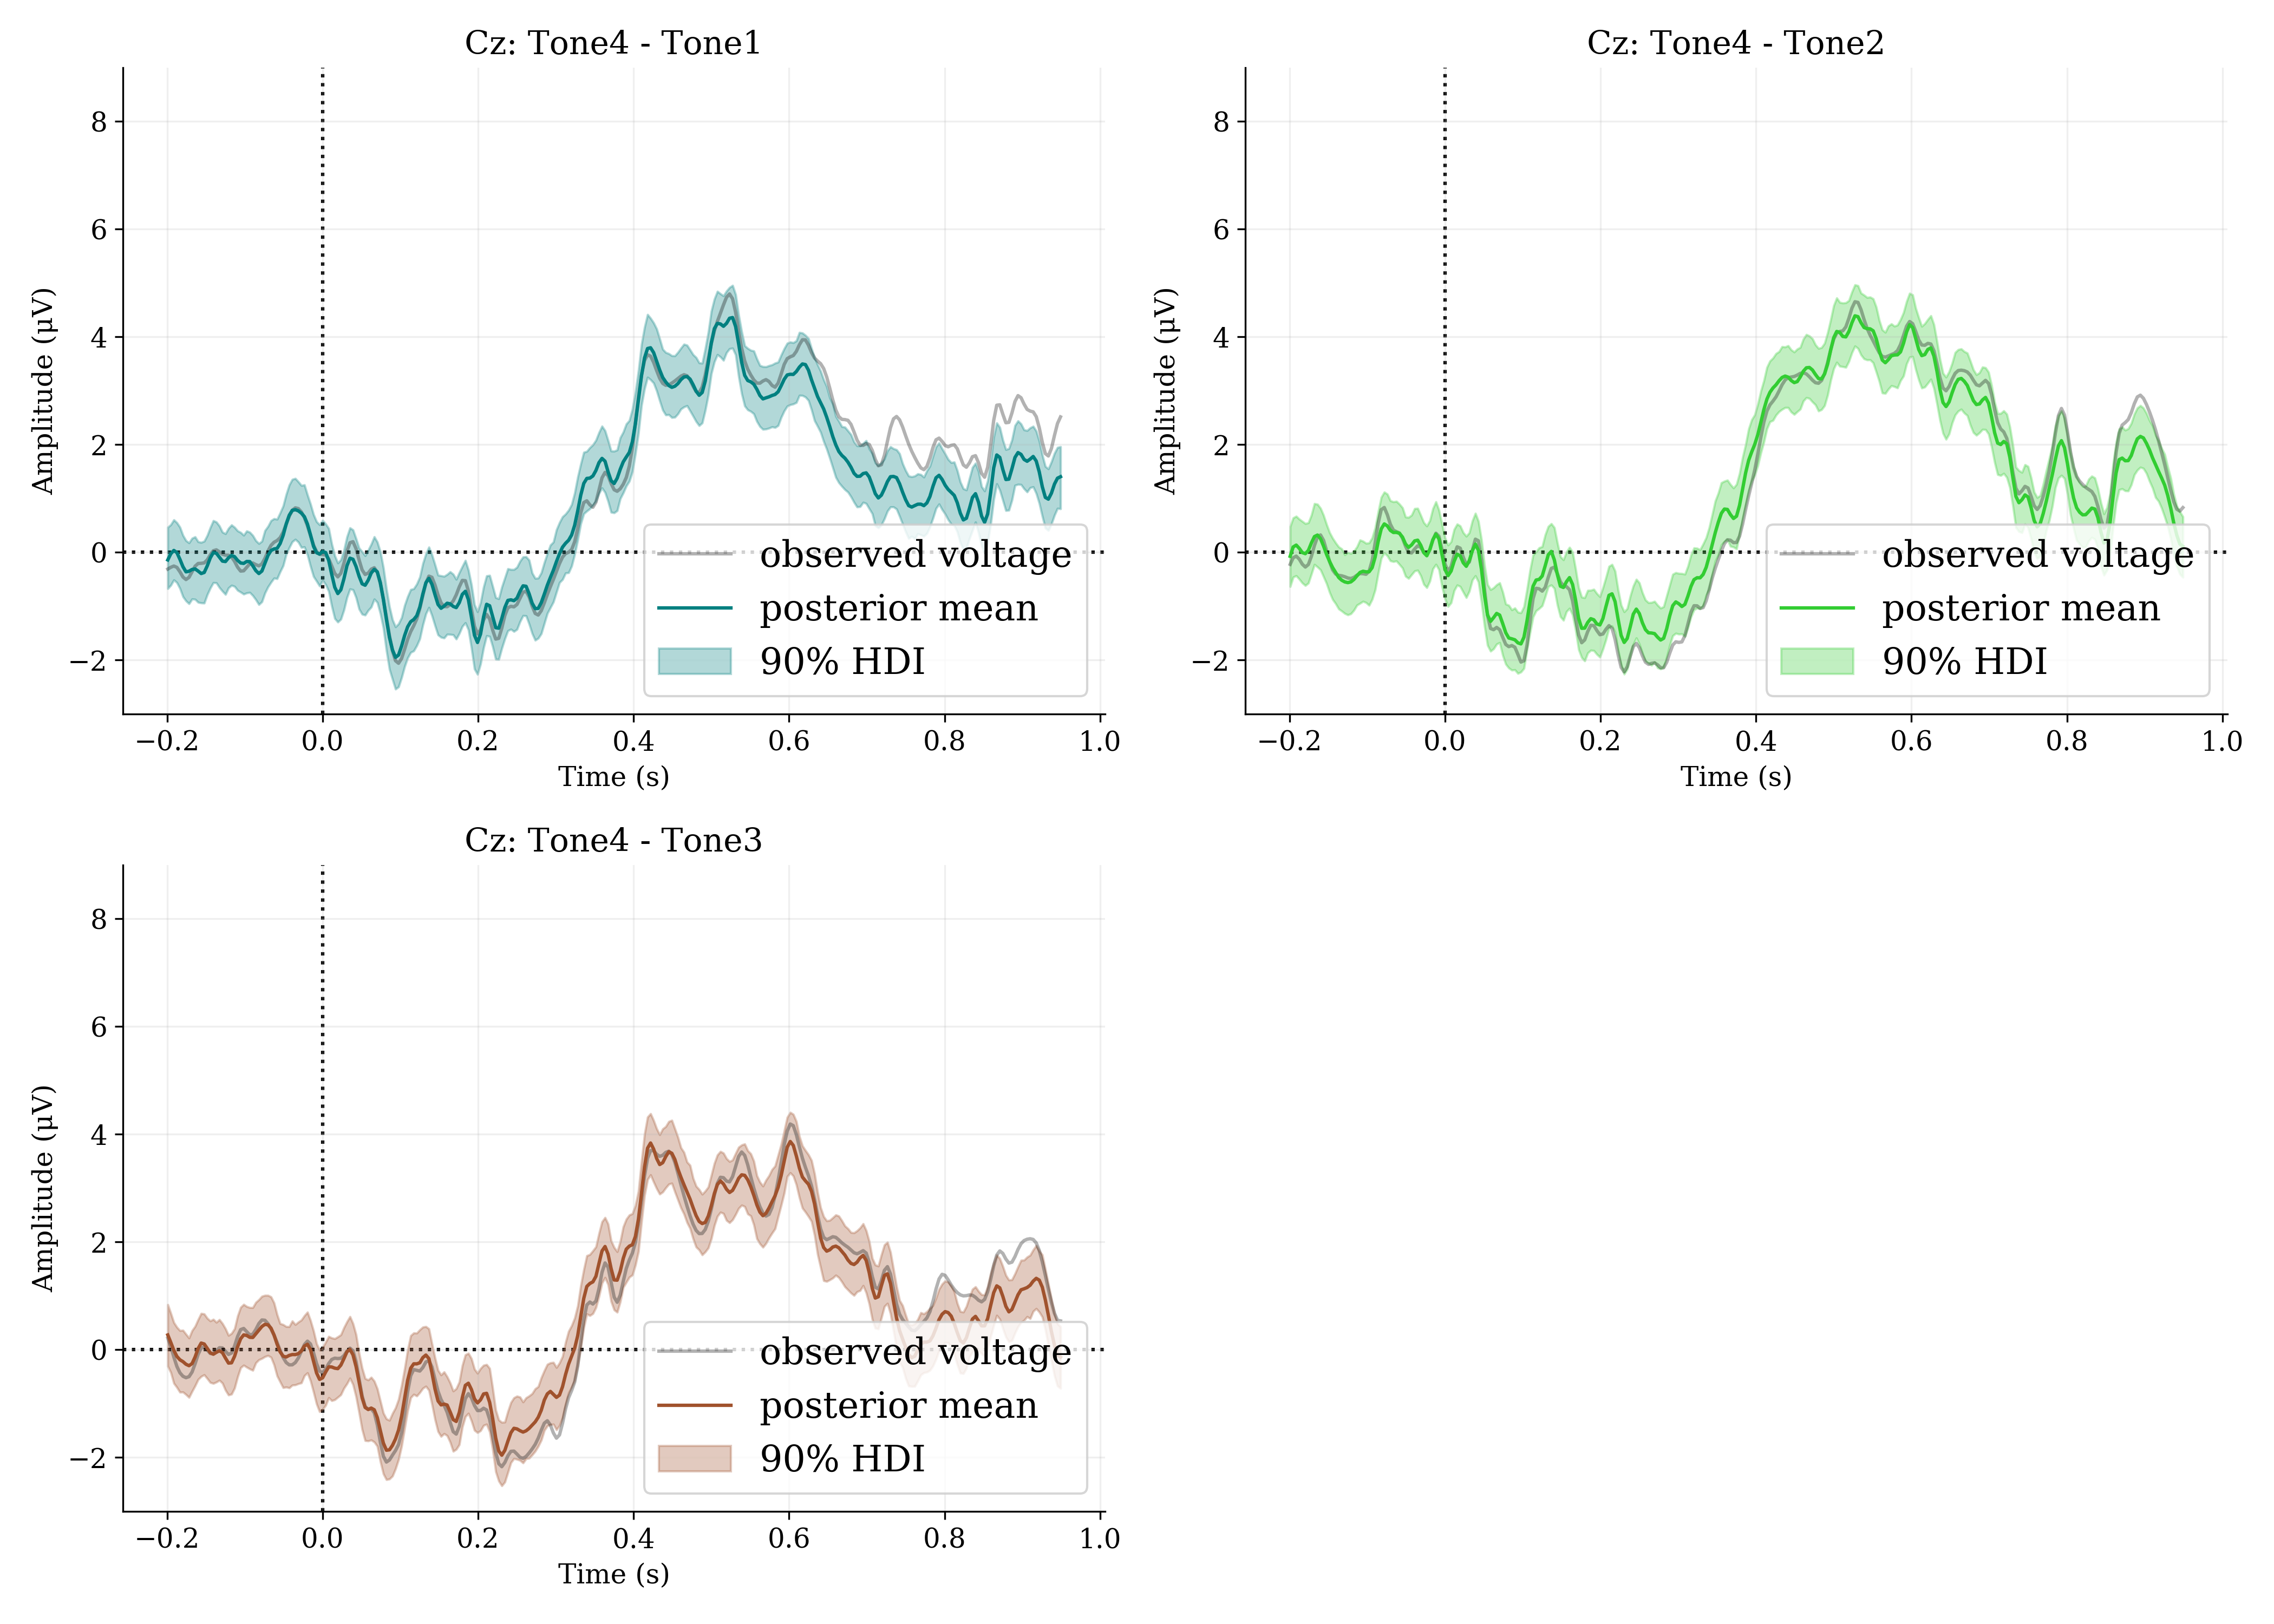 Cz: Tone4 - Tone1
Amplitude (µV)
8
6
4
2
0
−2
observed voltage
posterior mean
90% HDI
−0.2 0.0 0.2 0.4 0.6 0.8 1.0
Time (s)
Cz: Tone4 - Tone2
Amplitude (µV)
8
6
4
2
0
−2
observed voltage
posterior mean
90% HDI
−0.2 0.0 0.2 0.4 0.6 0.8 1.0
Time (s)
Cz: Tone4 - Tone3
Amplitude (µV)
8
6
4
2
0
−2
observed voltage
posterior mean
90% HDI
−0.2 0.0 0.2 0.4 0.6 0.8 1.0
Time (s)